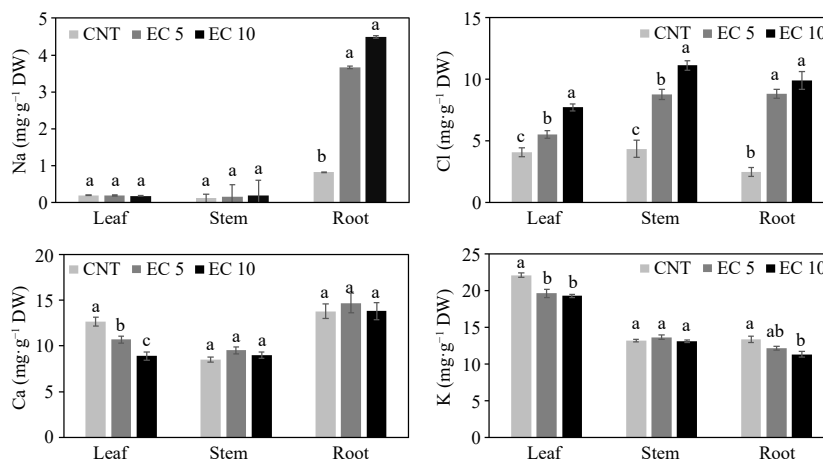 Na (mg·g⁻¹ DW)
5
4
3
2
1
0
CNT EC 5 EC 10
a a a
a a a
b a a
Leaf Stem Root
Cl (mg·g⁻¹ DW)
15
10
5
0
CNT EC 5 EC 10
c b a
c b a
b a a
Leaf Stem Root
Ca (mg·g⁻¹ DW)
20
15
10
5
0
CNT EC 5 EC 10
a b c
a a a
a a a
Leaf Stem Root
K (mg·g⁻¹ DW)
25
20
15
10
5
0
CNT EC 5 EC 10
a b b
a a a
a ab b
Leaf Stem Root